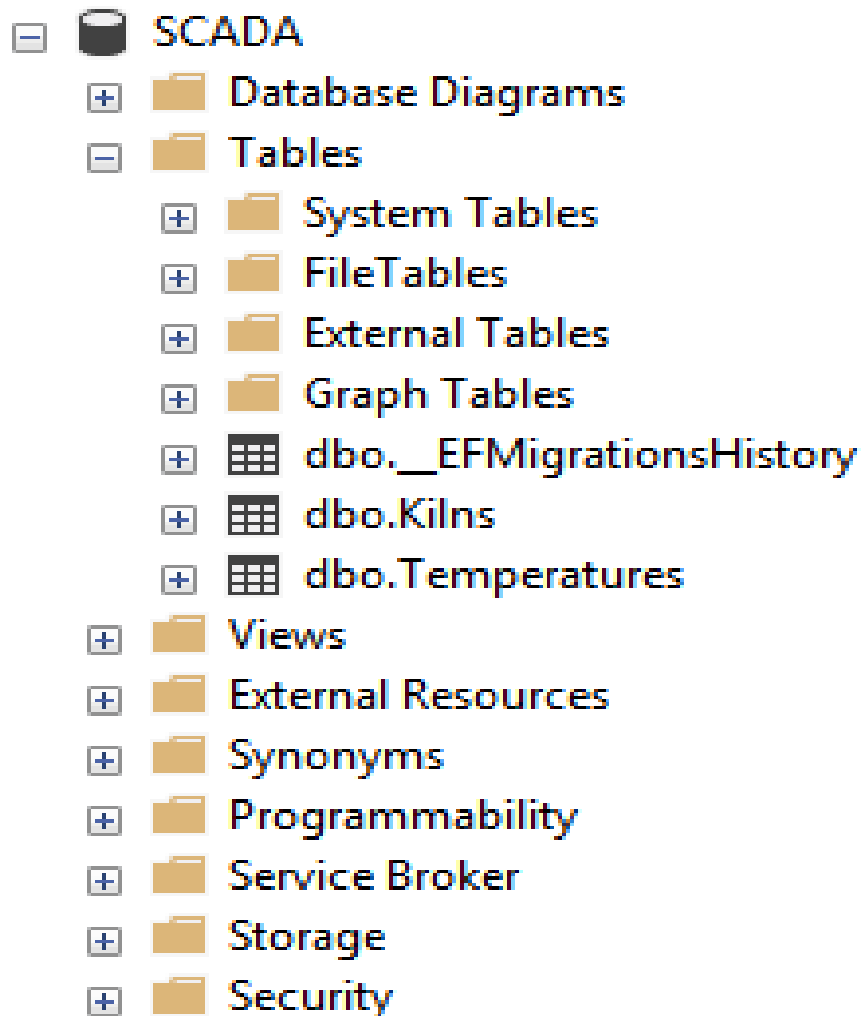 SCADA
Database Diagrams
Tables
System Tables
FileTables
External Tables
Graph Tables
dbo.__EFMigrationsHistory
dbo.Kilns
dbo.Temperatures
Views
External Resources
Synonyms
Programmability
Service Broker
Storage
Security